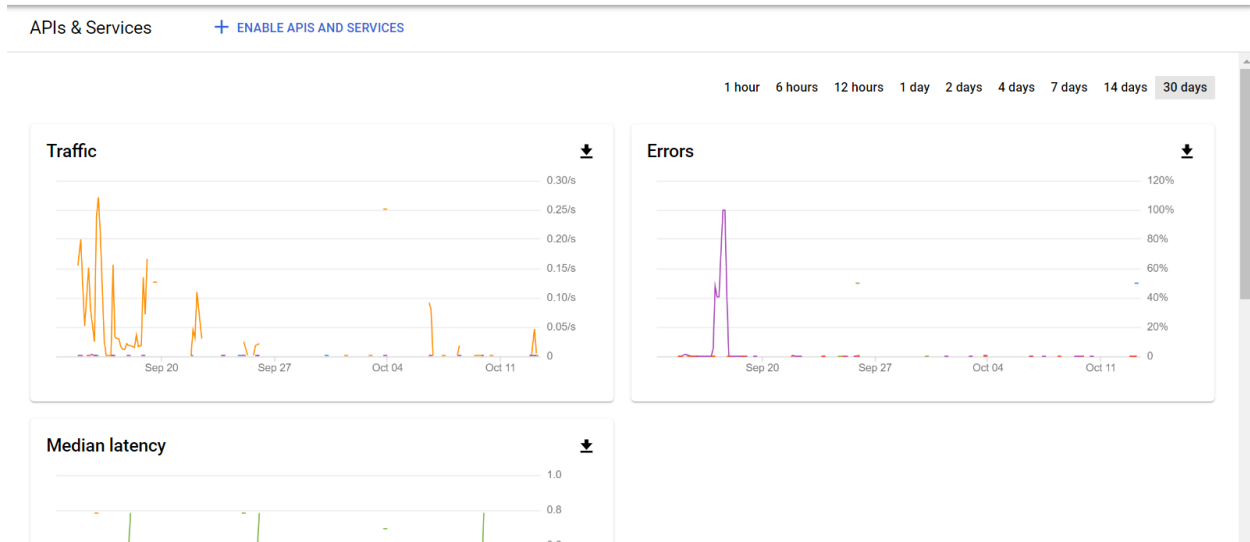 APIs & Services
ENABLE APIS AND SERVICES
1 hour 6 hours 12 hours 1 day 2 days 4 days 7 days 14 days 30 days
Traffic
0.30/s
0.25/s
0.20/s
0.15/s
0.10/s
0.05/s
0
Sep 20 Sep 27 Oct 04 Oct 11
Errors
120%
100%
80%
60%
40%
20%
0
Sep 20 Sep 27 Oct 04 Oct 11
Median latency
1.0
0.8